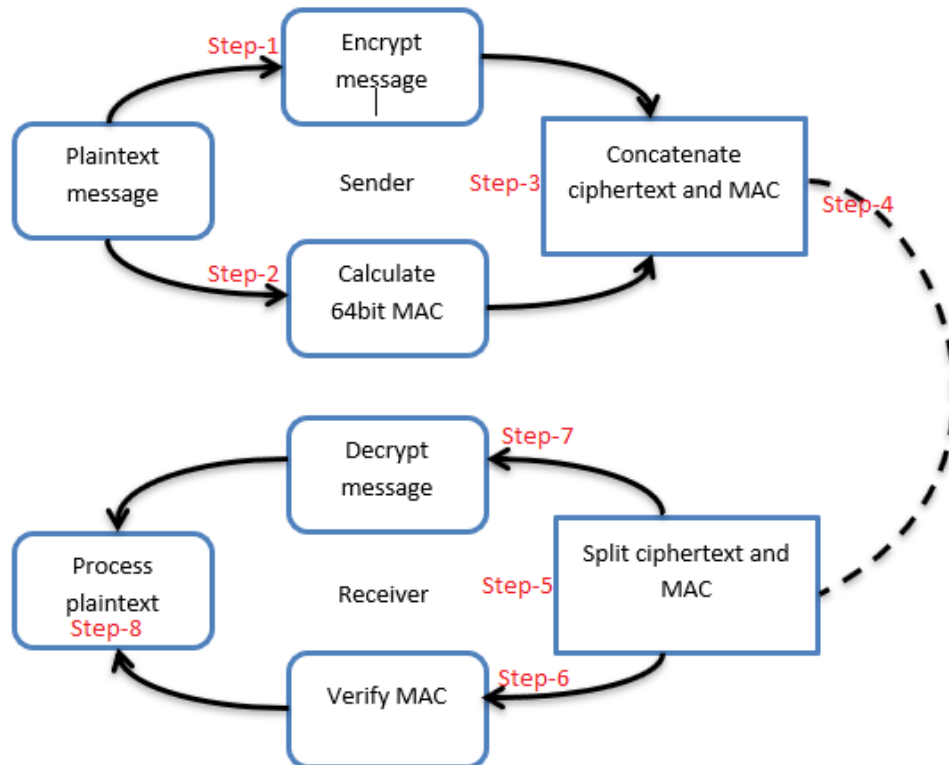 Step-1
Encrypt
message
Plaintext
message
Sender
Step-3
Concatenate
ciphertext and MAC
Step-4
Step-2
Calculate
64bit MAC
Step-7
Decrypt
message
Process
plaintext
Step-8
Receiver
Step-5
Split ciphertext and
MAC
Step-6
Verify MAC